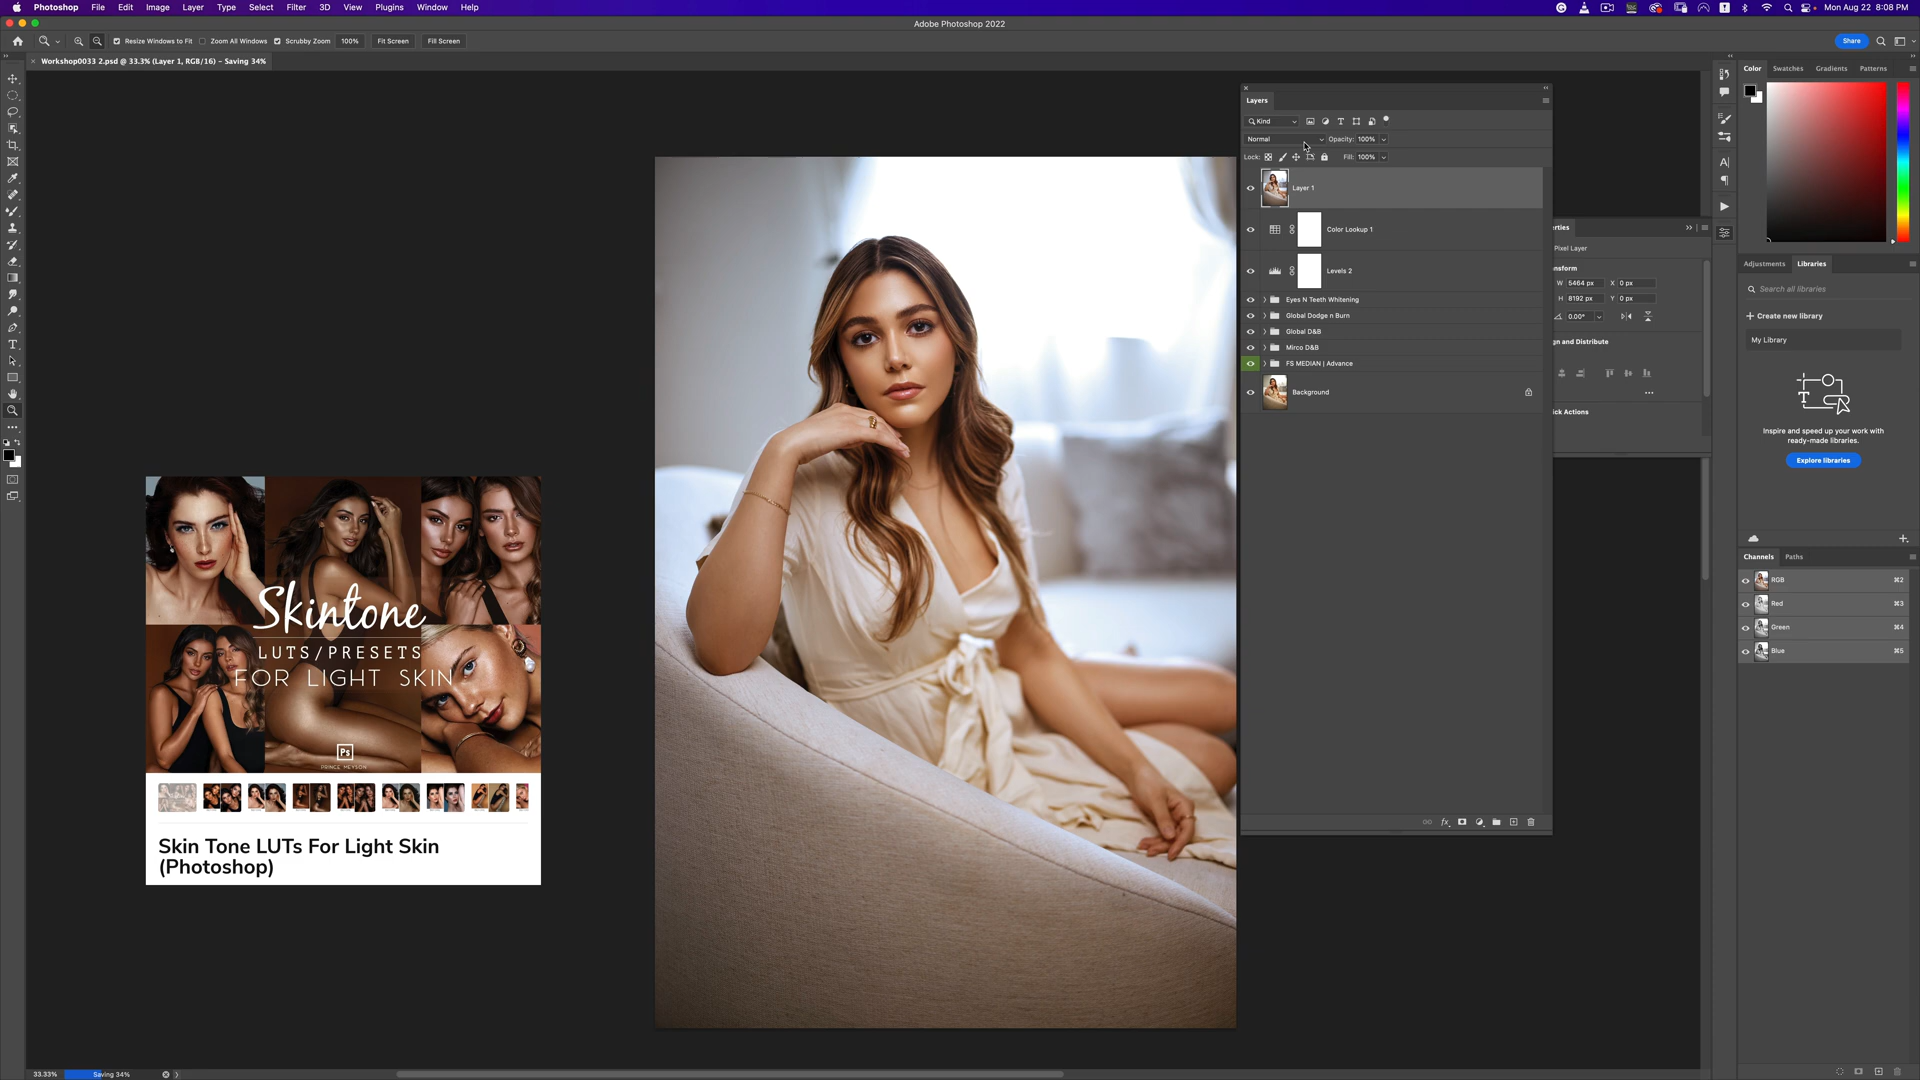 Photoshop File Edit Image Layer Type Select Filter 3D View Plugins Window Help
Mon Aug 22 8:08 PM
Adobe Photoshop 2022
Resize Windows to Fit Zoom All Windows Scrubby Zoom 100% Fit Screen Fill Screen
Share
Workshop0033 2.psd @ 33.3% (Layer 1, RGB/16) – Saving 34%
Layers
Kind
Normal Opacity: 100%
Lock: Fill: 100%
Layer 1
Color Lookup 1
Levels 2
Eyes N Teeth Whitening
Global Dodge n Burn
Global D&B
Mirco D&B
FS MEDIAN | Advance
Background
erties
Pixel Layer
ansform
W 5464 px X 0 px
H 8192 px Y 0 px
0.00°
ign and Distribute
ick Actions
Color Swatches Gradients Patterns
Adjustments Libraries
Search all libraries
Create new library
My Library
Inspire and speed up your work with
ready-made libraries.
Explore libraries
Channels Paths
RGB ⌘2
Red ⌘3
Green ⌘4
Blue ⌘5
Skintone
LUTS/PRESETS
FOR LIGHT SKIN
Ps
PRINCE MEYSON
Skin Tone LUTs For Light Skin
(Photoshop)
33.33% Saving 34%